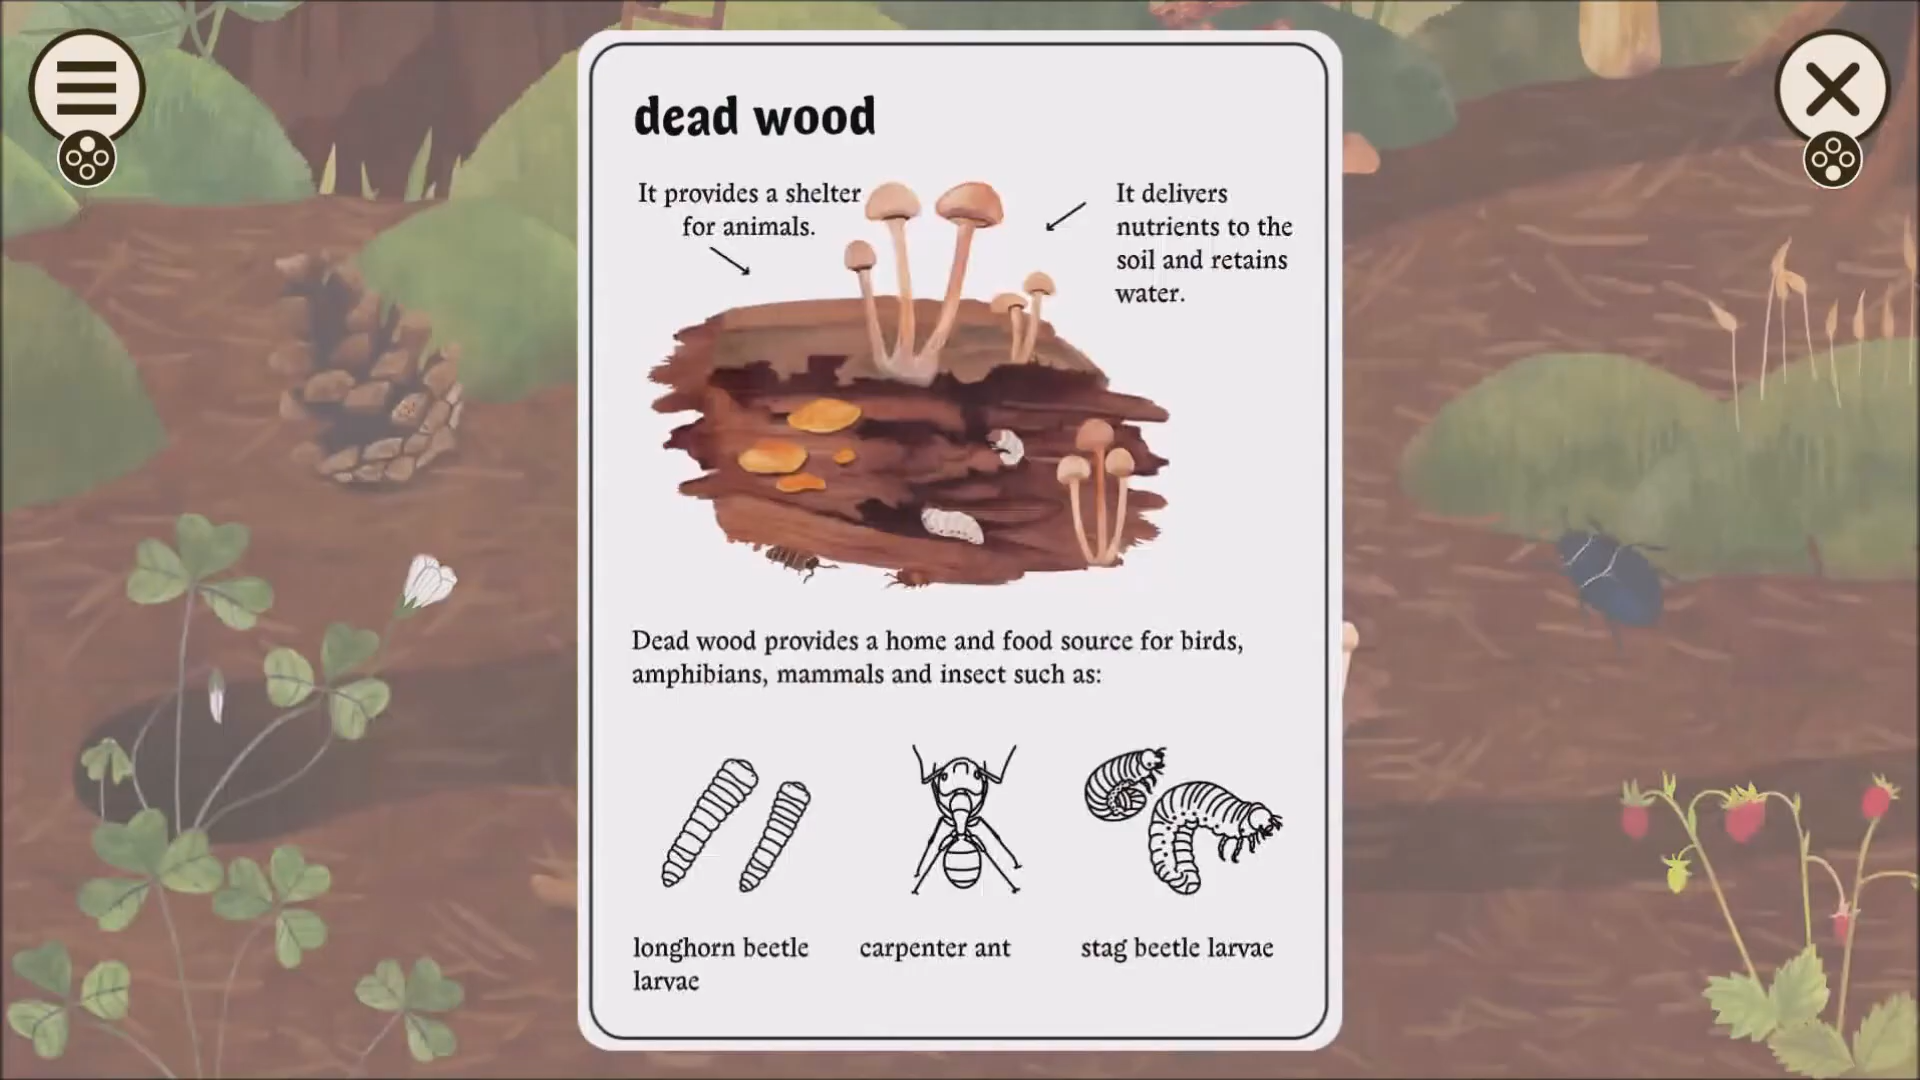 dead wood
It provides a shelter
for animals.
It delivers
nutrients to the
soil and retains
water.
Dead wood provides a home and food source for birds,
amphibians, mammals and insect such as:
longhorn beetle
larvae
carpenter ant
stag beetle larvae